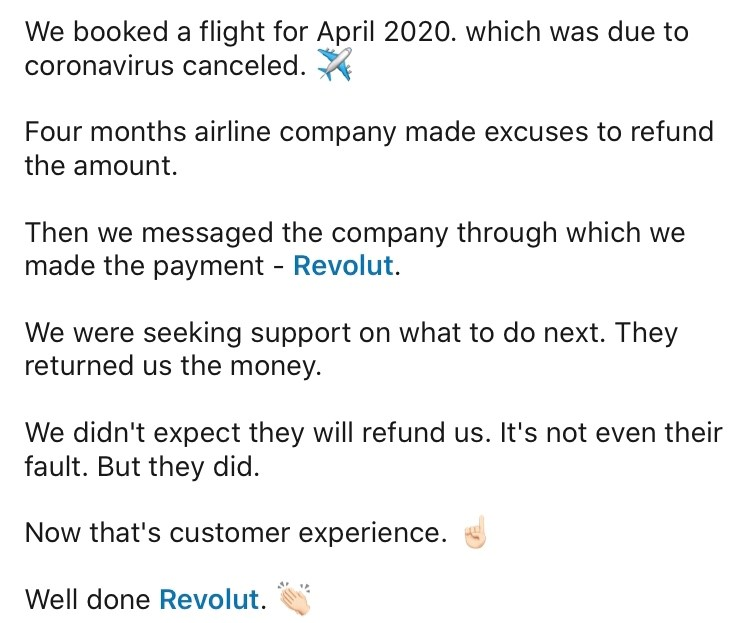 We booked a flight for April 2020. which was due to
coronavirus canceled. ✈️
Four months airline company made excuses to refund
the amount.
Then we messaged the company through which we
made the payment - Revolut.
We were seeking support on what to do next. They
returned us the money.
We didn't expect they will refund us. It's not even their
fault. But they did.
Now that's customer experience. ☝🏻
Well done Revolut. 👏🏻